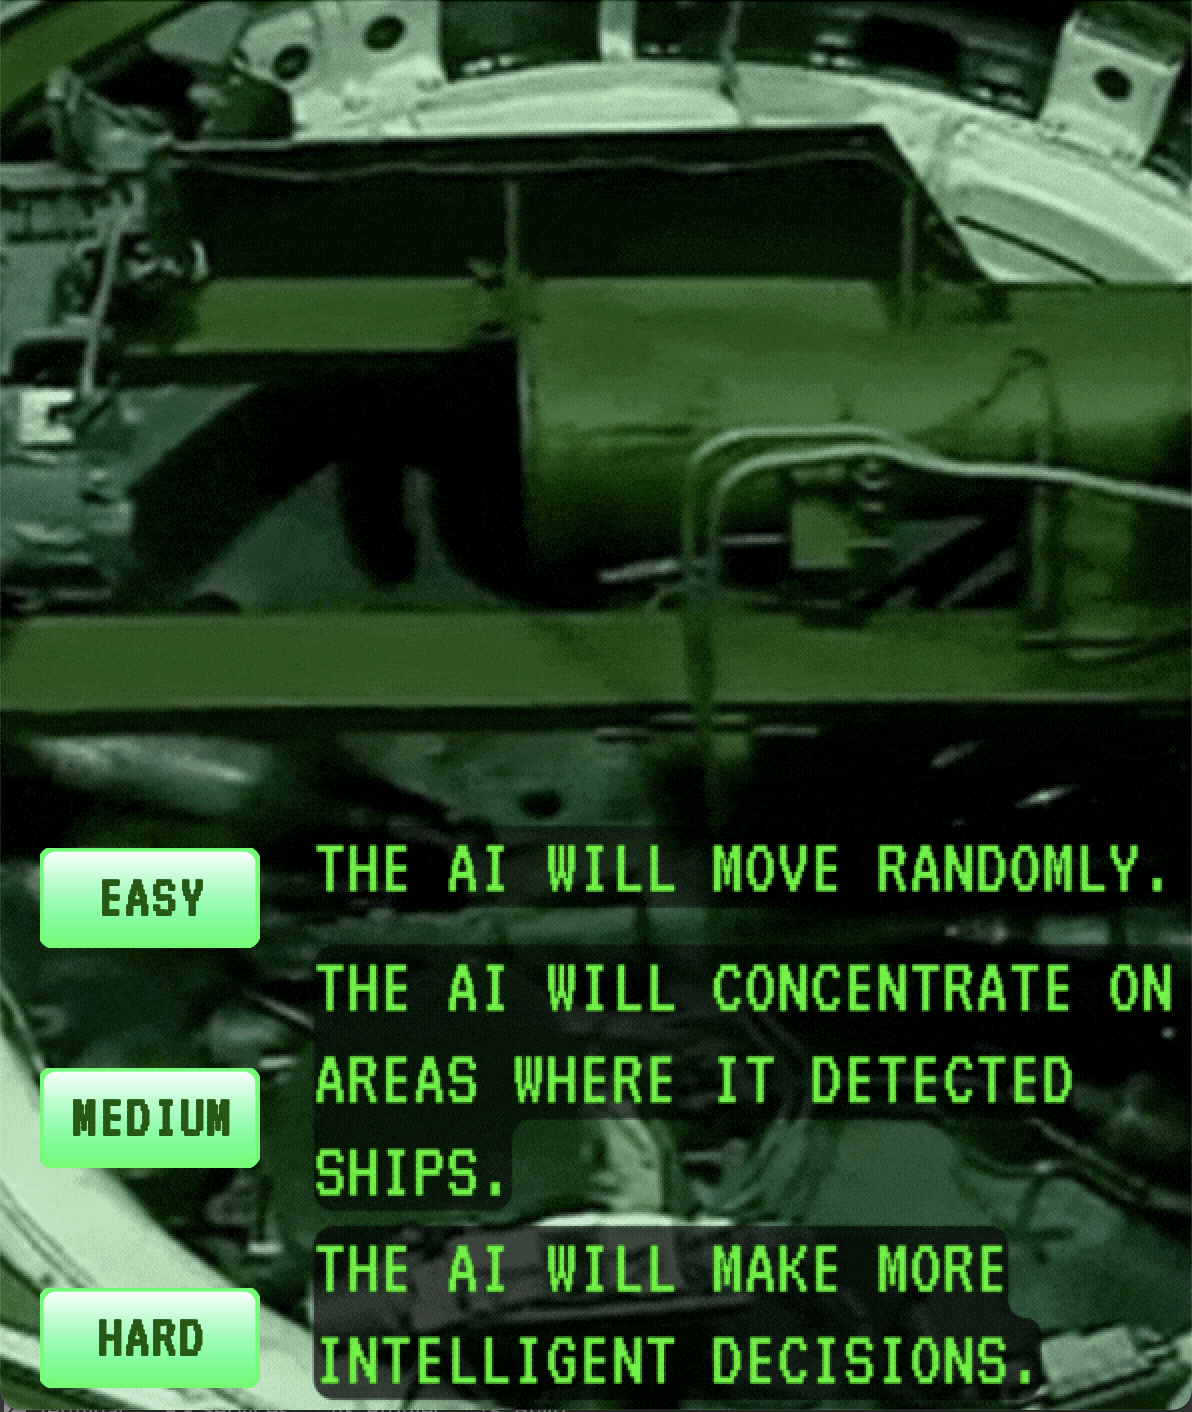 EASY
THE AI WILL MOVE RANDOMLY.
MEDIUM
THE AI WILL CONCENTRATE ON
AREAS WHERE IT DETECTED
SHIPS.
HARD
THE AI WILL MAKE MORE
INTELLIGENT DECISIONS.